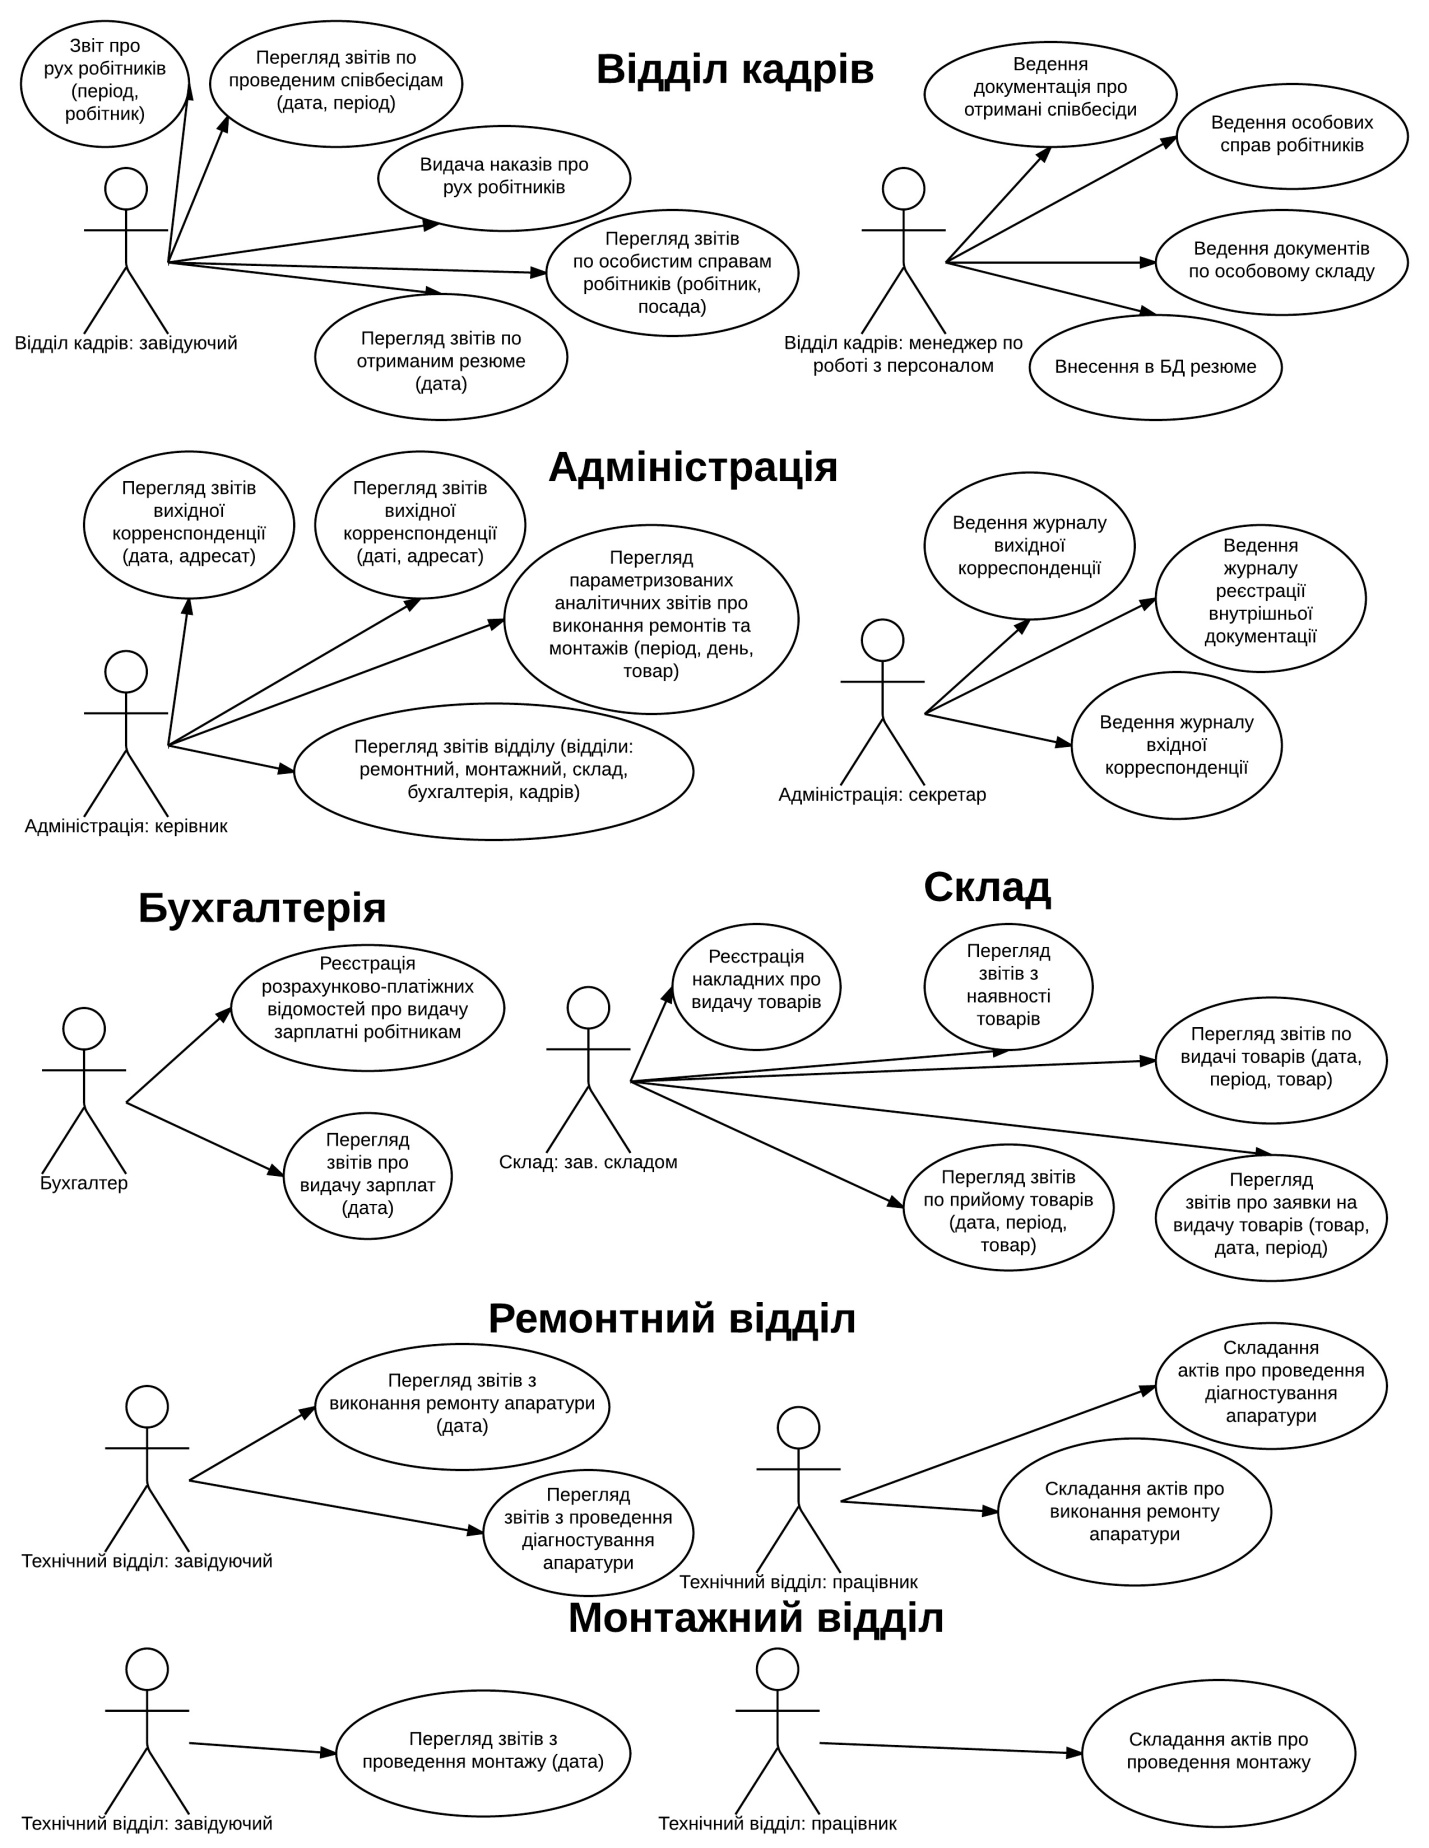 Відділ кадрів
Звіт про
рух робітників
(період,
робітник)
Перегляд звітів по
проведеним співбесідам
(дата, період)
Видача наказів про
рух робітників
Перегляд звітів
по особистим справам
робітників (робітник,
посада)
Перегляд звітів по
отриманим резюме
(дата)
Відділ кадрів: завідуючий
Ведення
документація про
отримані співбесіди
Ведення особових
справ робітників
Ведення документів
по особовому складу
Внесення в БД резюме
Відділ кадрів: менеджер по
роботі з персоналом
Адміністрація
Перегляд звітів
вихідної
корренспонденції
(дата, адресат)
Перегляд звітів
вихідної
корренспонденції
(даті, адресат)
Перегляд
параметризованих
аналітичних звітів про
виконання ремонтів та
монтажів (період, день,
товар)
Перегляд звітів відділу (відділи:
ремонтний, монтажний, склад,
бухгалтерія, кадрів)
Адміністрація: керівник
Ведення журналу
вихідної
корреспонденції
Ведення
журналу
реєстрації
внутрішньої
документації
Ведення журналу
вхідної
корреспонденції
Адміністрація: секретар
Бухгалтерія
Реєстрація
розрахунково-платіжних
відомостей про видачу
зарплатні робітникам
Перегляд
звітів про
видачу зарплат
(дата)
Бухгалтер
Склад
Реєстрація
накладних про
видачу товарів
Перегляд
звітів з
наявності
товарів
Перегляд звітів по
видачі товарів (дата,
період, товар)
Перегляд звітів
по прийому товарів
(дата, період,
товар)
Перегляд
звітів про заявки на
видачу товарів (товар,
дата, період)
Склад: зав. складом
Ремонтний відділ
Перегляд звітів з
виконання ремонту апаратури
(дата)
Перегляд
звітів з проведення
діагностування
апаратури
Технічний відділ: завідуючий
Складання
актів про проведення
діагностування
апаратури
Складання актів про
виконання ремонту
апаратури
Технічний відділ: працівник
Монтажний відділ
Перегляд звітів з
проведення монтажу (дата)
Технічний відділ: завідуючий
Складання актів про
проведення монтажу
Технічний відділ: працівник